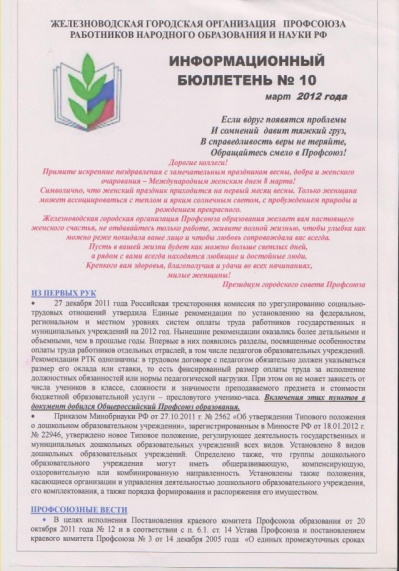 ЖЕЛЕЗНОВОДСКАЯ ГОРОДСКАЯ ОРГАНИЗАЦИЯ ПРОФСОЮЗА
РАБОТНИКОВ НАРОДНОГО ОБРАЗОВАНИЯ И НАУКИ РФ
ИНФОРМАЦИОННЫЙ
БЮЛЛЕТЕНЬ № 10
март 2012 года
Если вдруг появятся проблемы
И сомнений давит тяжкий груз,
В справедливость веры не теряйте,
Обращайтесь смело в Профсоюз!
Дорогие коллеги!
Примите искренние поздравления с замечательным праздником весны, добра и женского
очарования – Международным женским днем 8 марта!
Символично, что женский праздник приходится на первый месяц весны. Только женщина
может ассоциироваться с теплом и ярким солнечным светом, с пробуждением природы и
рождением прекрасного.
Железноводская городская организация Профсоюза образования желает вам настоящего
женского счастья, не отдавайтесь только работе, живите полной жизнью, чтобы улыбка как
можно реже покидала ваше лицо и чтобы любовь сопровождала вас всегда.
Пусть в вашей жизни будет как можно больше светлых дней,
а рядом с вами всегда находятся любящие и достойные люди.
Крепкого вам здоровья, благополучия и удачи во всех начинаниях,
милые женщины!
Президиум городского совета Профсоюза
ИЗ ПЕРВЫХ РУК
• 27 декабря 2011 года Российская трехсторонняя комиссия по урегулированию социально-
трудовых отношений утвердила Единые рекомендации по установлению на федеральном,
региональном и местном уровнях систем оплаты труда работников государственных и
муниципальных учреждений на 2012 год. Нынешние рекомендации оказались более детальными и
объемными, чем в прошлые годы. Впервые в них появились разделы, посвященные особенностям
оплаты труда работников отдельных отраслей, в том числе педагогов образовательных учреждений.
Рекомендации РТК однозначны: в трудовом договоре с педагогом обязательно должен указываться
размер его оклада или ставки, то есть фиксированный размер оплаты труда за исполнение
должностных обязанностей или нормы педагогической нагрузки. При этом он не может зависеть от
числа учеников в классе, сложности и значимости преподаваемого предмета и стоимости
бюджетной образовательной услуги – пресловутого ученико-часа. Включения этих пунктов в
документ добился Общероссийский Профсоюз образования.
• Приказом Минобрнауки РФ от 27.10.2011 г. № 2562 «Об утверждении Типового положения
о дошкольном образовательном учреждении», зарегистрированным в Минюсте РФ от 18.01.2012 г.
№ 22946, утверждено новое Типовое положение, регулирующее деятельность государственных и
муниципальных дошкольных образовательных учреждений всех видов. Установлено 8 видов
дошкольных образовательных учреждений. Определено также, что группы дошкольного
образовательного учреждения могут иметь общеразвивающую, компенсирующую,
оздоровительную или комбинированную направленность. Установлены также положения,
касающиеся организации и управления деятельностью дошкольного образовательного учреждения,
его комплектования, а также порядка формирования и распоряжения его имуществом.
ПРОФСОЮЗНЫЕ ВЕСТИ
• В целях исполнения Постановления краевого комитета Профсоюза образования от 20
октября 2011 года № 12 и в соответствии с п. 6.1. ст. 14 Устава Профсоюза и постановлением
краевого комитета Профсоюза № 3 от 14 декабря 2005 года «О единых промежуточных сроках